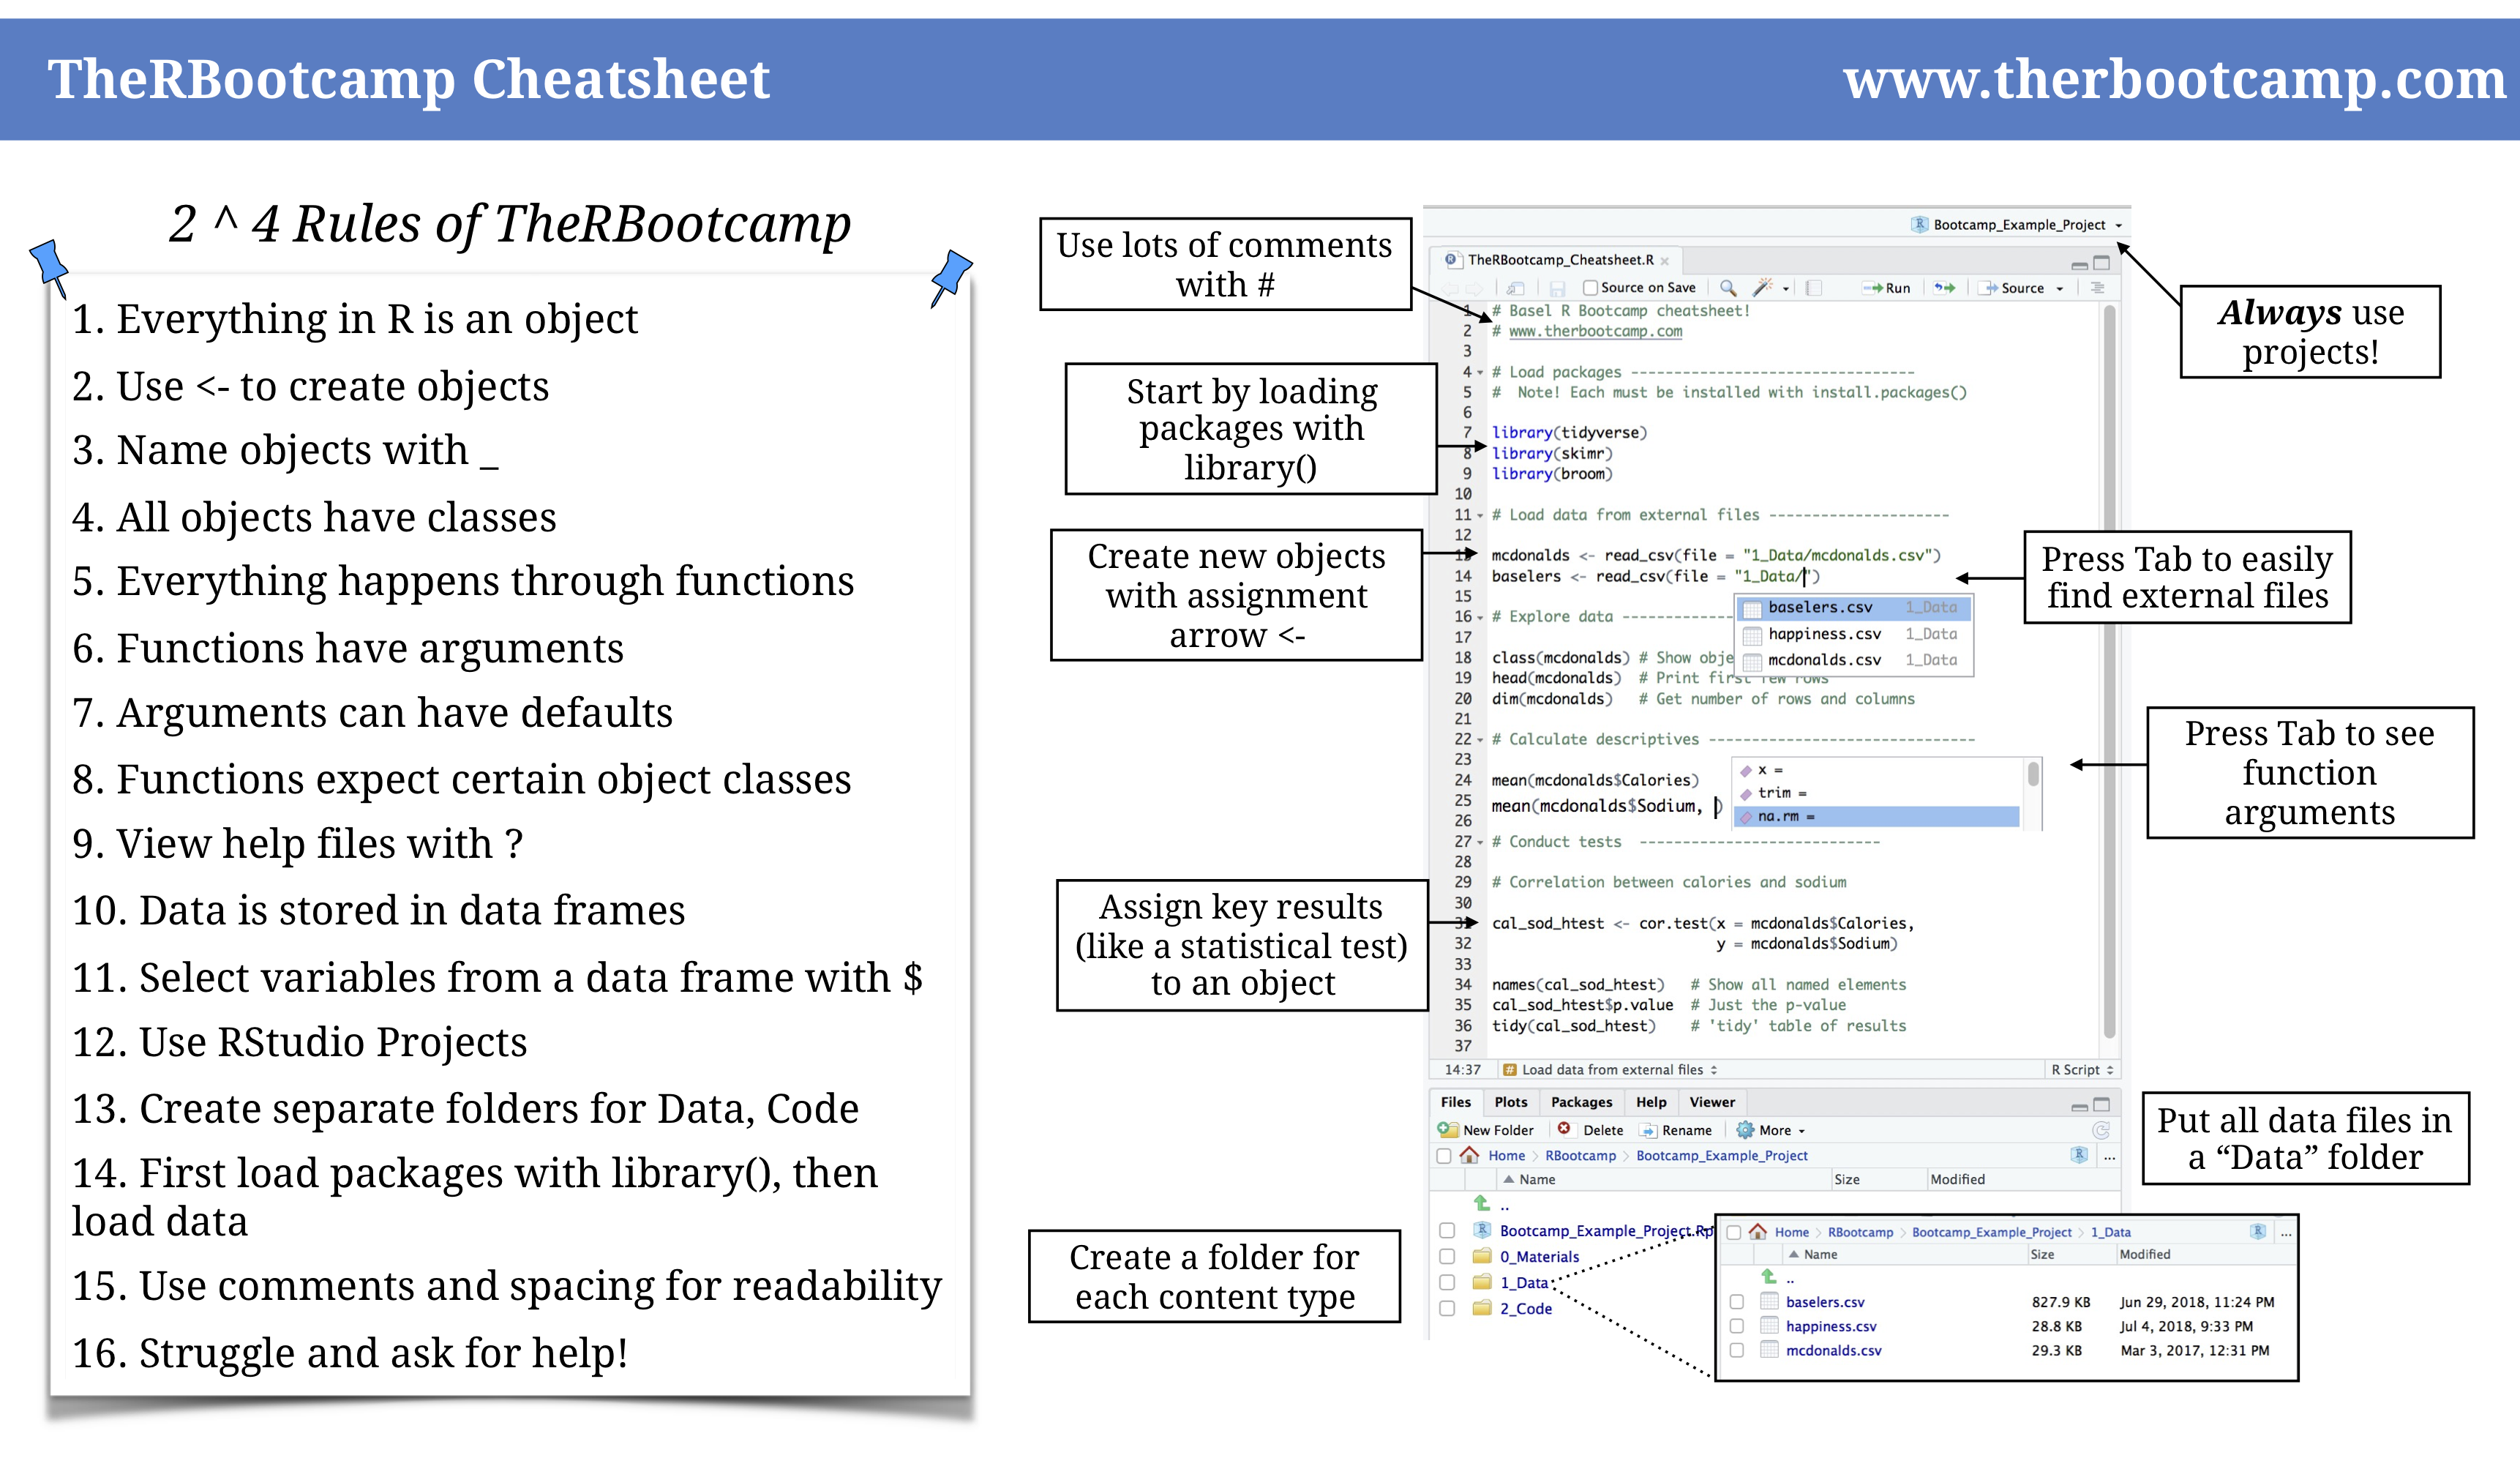 TheRBootcamp Cheatsheet
www.therbootcamp.com
2 ^ 4 Rules of TheRBootcamp
1. Everything in R is an object
2. Use <- to create objects
3. Name objects with _
4. All objects have classes
5. Everything happens through functions
6. Functions have arguments
7. Arguments can have defaults
8. Functions expect certain object classes
9. View help files with ?
10. Data is stored in data frames
11. Select variables from a data frame with $
12. Use RStudio Projects
13. Create separate folders for Data, Code
14. First load packages with library(), then
load data
15. Use comments and spacing for readability
16. Struggle and ask for help!
Use lots of comments
with #
Start by loading
packages with
library()
Create new objects
with assignment
arrow <-
Assign key results
(like a statistical test)
to an object
Create a folder for
each content type
Bootcamp_Example_Project
TheRBootcamp_Cheatsheet.R
Source on Save
Run
Source
1 # Basel R Bootcamp cheatsheet!
2 # www.therbootcamp.com
3
4 # Load packages ---------------------------------
5 #  Note! Each must be installed with install.packages()
6
7 library(tidyverse)
8 library(skimr)
9 library(broom)
10
11 # Load data from external files ---------------------
12
13 mcdonalds <- read_csv(file = "1_Data/mcdonalds.csv")
14 baselers <- read_csv(file = "1_Data/")
baselers.csv 1_Data
happiness.csv 1_Data
mcdonalds.csv 1_Data
15
16 # Explore data -------------
17
18 class(mcdonalds) # Show obje
19 head(mcdonalds)  # Print first few rows
20 dim(mcdonalds)   # Get number of rows and columns
21
22 # Calculate descriptives -------------------------------
23
24 mean(mcdonalds$Calories)
25 mean(mcdonalds$Sodium, )
x =
trim =
na.rm =
26
27 # Conduct tests  ----------------------------
28
29 # Correlation between calories and sodium
30
31 cal_sod_htest <- cor.test(x = mcdonalds$Calories,
32 y = mcdonalds$Sodium)
33
34 names(cal_sod_htest)   # Show all named elements
35 cal_sod_htest$p.value  # Just the p-value
36 tidy(cal_sod_htest)    # 'tidy' table of results
37
14:37 # Load data from external files R Script
Files Plots Packages Help Viewer
New Folder Delete Rename More
Home RBootcamp Bootcamp_Example_Project ...
Name Size Modified
..
Bootcamp_Example_Project.Rp
0_Materials
1_Data
2_Code
Home RBootcamp Bootcamp_Example_Project 1_Data ...
Name Size Modified
..
baselers.csv 827.9 KB Jun 29, 2018, 11:24 PM
happiness.csv 28.8 KB Jul 4, 2018, 9:33 PM
mcdonalds.csv 29.3 KB Mar 3, 2017, 12:31 PM
Always use
projects!
Press Tab to easily
find external files
Press Tab to see
function
arguments
Put all data files in
a “Data” folder